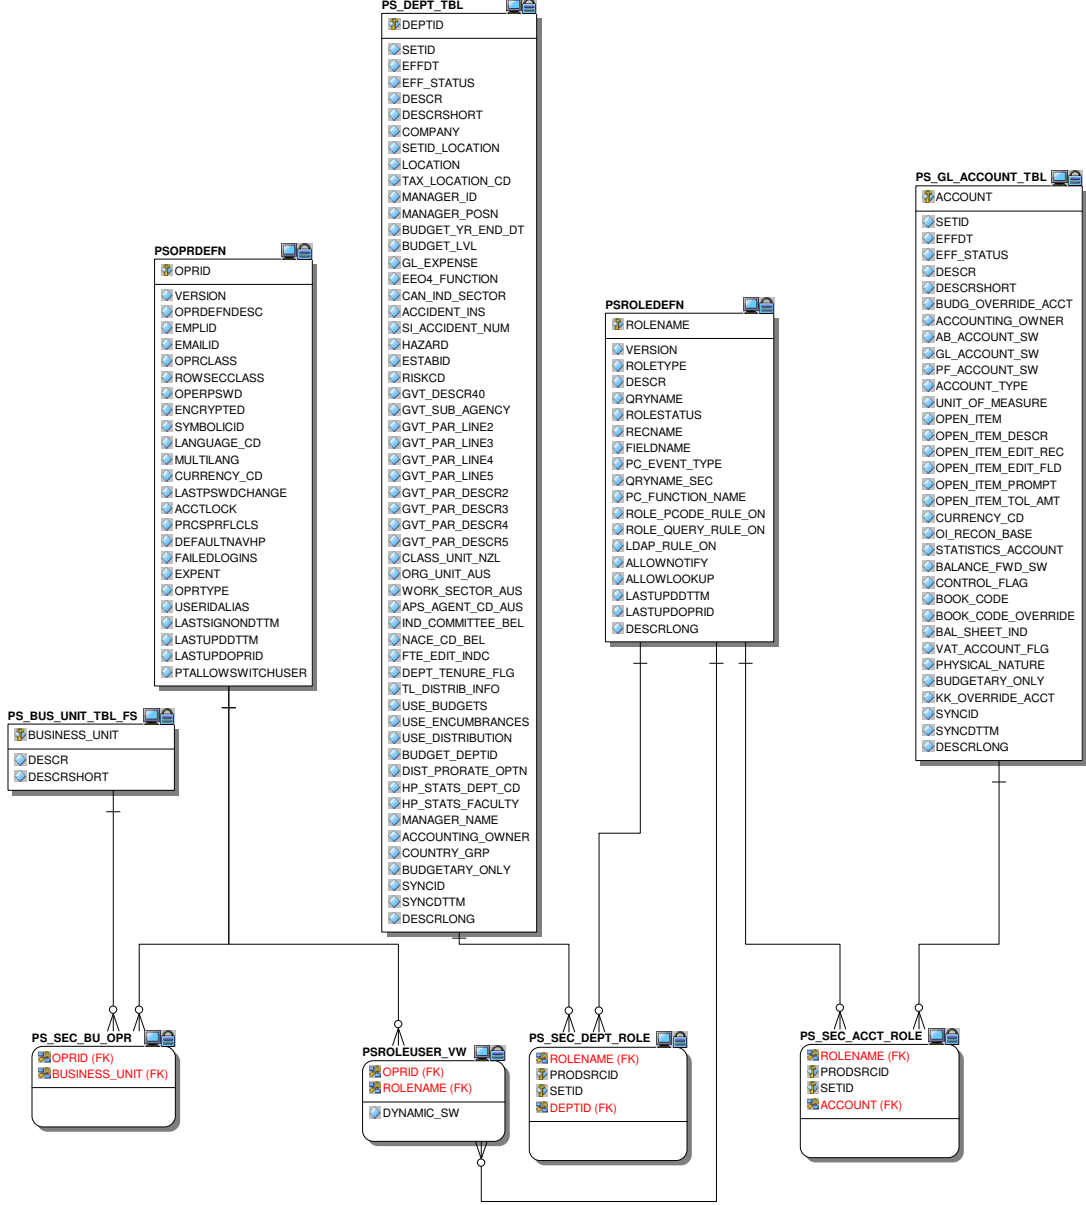 PS_DEPT_TBL
DEPTID
SETID
EFFDT
EFF_STATUS
DESCR
DESCRSHORT
COMPANY
SETID_LOCATION
LOCATION
TAX_LOCATION_CD
MANAGER_ID
MANAGER_POSN
BUDGET_YR_END_DT
BUDGET_LVL
GL_EXPENSE
EEO4_FUNCTION
CAN_IND_SECTOR
ACCIDENT_INS
SI_ACCIDENT_NUM
HAZARD
ESTABID
RISKCD
GVT_DESCR40
GVT_SUB_AGENCY
GVT_PAR_LINE2
GVT_PAR_LINE3
GVT_PAR_LINE4
GVT_PAR_LINE5
GVT_PAR_DESCR2
GVT_PAR_DESCR3
GVT_PAR_DESCR4
GVT_PAR_DESCR5
CLASS_UNIT_NZL
ORG_UNIT_AUS
WORK_SECTOR_AUS
APS_AGENT_CD_AUS
IND_COMMITTEE_BEL
NACE_CD_BEL
FTE_EDIT_INDC
DEPT_TENURE_FLG
TL_DISTRIB_INFO
USE_BUDGETS
USE_ENCUMBRANCES
USE_DISTRIBUTION
BUDGET_DEPTID
DIST_PRORATE_OPTN
HP_STATS_DEPT_CD
HP_STATS_FACULTY
MANAGER_NAME
ACCOUNTING_OWNER
COUNTRY_GRP
BUDGETARY_ONLY
SYNCID
SYNCDTTM
DESCRLONG
PS_GL_ACCOUNT_TBL
ACCOUNT
SETID
EFFDT
EFF_STATUS
DESCR
DESCRSHORT
BUDG_OVERRIDE_ACCT
ACCOUNTING_OWNER
AB_ACCOUNT_SW
GL_ACCOUNT_SW
PF_ACCOUNT_SW
ACCOUNT_TYPE
UNIT_OF_MEASURE
OPEN_ITEM
OPEN_ITEM_DESCR
OPEN_ITEM_EDIT_REC
OPEN_ITEM_EDIT_FLD
OPEN_ITEM_PROMPT
OPEN_ITEM_TOL_AMT
CURRENCY_CD
OI_RECON_BASE
STATISTICS_ACCOUNT
BALANCE_FWD_SW
CONTROL_FLAG
BOOK_CODE
BOOK_CODE_OVERRIDE
BAL_SHEET_IND
VAT_ACCOUNT_FLG
PHYSICAL_NATURE
BUDGETARY_ONLY
KK_OVERRIDE_ACCT
SYNCID
SYNCDTTM
DESCRLONG
PSOPRDEFN
OPRID
VERSION
OPRDEFNDESC
EMPLID
EMAILID
OPRCLASS
ROWSECCLASS
OPERPSWD
ENCRYPTED
SYMBOLICID
LANGUAGE_CD
MULTILANG
CURRENCY_CD
LASTPSWDCHANGE
ACCTLOCK
PRCSPRFLCLS
DEFAULTNAVHP
FAILEDLOGINS
EXPENT
OPRTYPE
USERIDALIAS
LASTSIGNONDTTM
LASTUPDDTTM
LASTUPDOPRID
PTALLOWSWITCHUSER
PSROLEDEFN
ROLENAME
VERSION
ROLETYPE
DESCR
QRYNAME
ROLESTATUS
RECNAME
FIELDNAME
PC_EVENT_TYPE
QRYNAME_SEC
PC_FUNCTION_NAME
ROLE_PCODE_RULE_ON
ROLE_QUERY_RULE_ON
LDAP_RULE_ON
ALLOWNOTIFY
ALLOWLOOKUP
LASTUPDDTTM
LASTUPDOPRID
DESCRLONG
PS_BUS_UNIT_TBL_FS
BUSINESS_UNIT
DESCR
DESCRSHORT
PS_SEC_BU_OPR
OPRID (FK)
BUSINESS_UNIT (FK)
PSROLEUSER_VW
OPRID (FK)
ROLENAME (FK)
DYNAMIC_SW
PS_SEC_DEPT_ROLE
ROLENAME (FK)
PRODSRCID
SETID
DEPTID (FK)
PS_SEC_ACCT_ROLE
ROLENAME (FK)
PRODSRCID
SETID
ACCOUNT (FK)